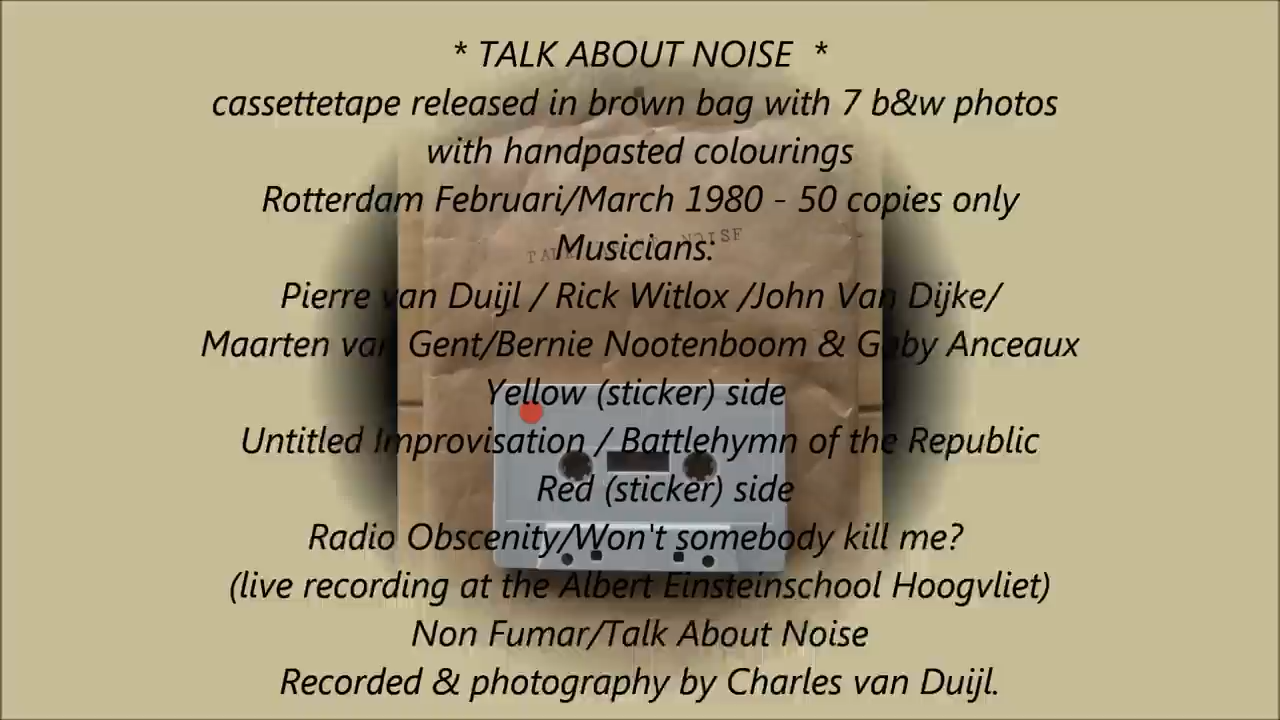 * TALK ABOUT NOISE *
cassettetape released in brown bag with 7 b&w photos
with handpasted colourings
Rotterdam Februari/March 1980 - 50 copies only
TALK ABOUT NOISE
Musicians:
Pierre van Duijl / Rick Witlox /John Van Dijke/
Maarten van Gent/Bernie Nootenboom & Gaby Anceaux
Yellow (sticker) side
Untitled Improvisation / Battlehymn of the Republic
Red (sticker) side
Radio Obscenity/Won't somebody kill me?
(live recording at the Albert Einsteinschool Hoogvliet)
Non Fumar/Talk About Noise
Recorded & photography by Charles van Duijl.